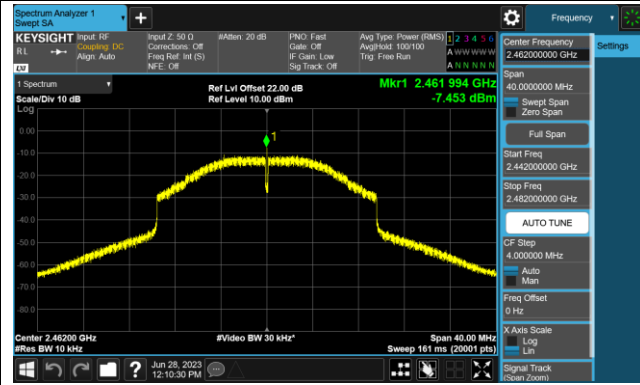 Spectrum Analyzer 1
Swept SA
Frequency
KEYSIGHT
Input: RF
Input Z: 50 Ω
#Atten: 20 dB
PNO: Fast
Avg Type: Power (RMS)
1 2 3 4 5 6
RL
Coupling: DC
Corrections: Off
Gate: Off
Avg|Hold: 100/100
A W W W W W
Align: Auto
Freq Ref: Int (S)
IF Gain: Low
Trig: Free Run
NFE: Off
Sig Track: Off
A N N N N N
LXI
1 Spectrum
Ref Lvl Offset 22.00 dB
Mkr1 2.461 994 GHz
Scale/Div 10 dB
Ref Level 10.00 dBm
-7.453 dBm
Log
1
0.00
-10.0
-20.0
-30.0
-40.0
-50.0
-60.0
-70.0
-80.0
Center 2.46200 GHz
#Video BW 30 kHz*
Span 40.00 MHz
#Res BW 10 kHz
Sweep 161 ms (20001 pts)
Jun 28, 2023
12:10:30 PM
?
Center Frequency
2.462000000 GHz
Settings
Span
40.0000000 MHz
Swept Span
Zero Span
Full Span
Start Freq
2.442000000 GHz
Stop Freq
2.482000000 GHz
AUTO TUNE
CF Step
4.000000 MHz
Auto
Man
Freq Offset
0 Hz
X Axis Scale
Log
Lin
Signal Track
(Span Zoom)